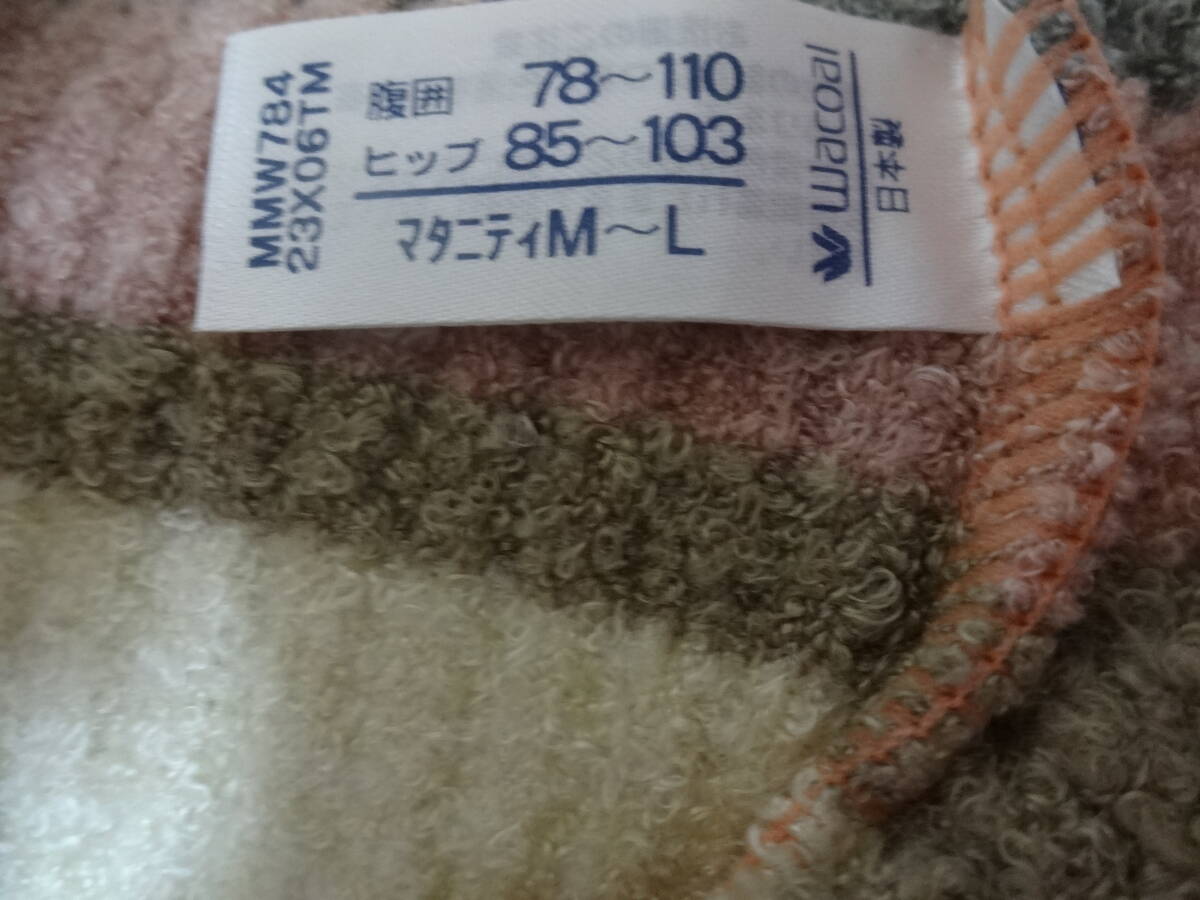 MMW784
23X06TM
腹囲 78～110
ヒップ 85～103
マタニティM～L
Wacoal
日本製